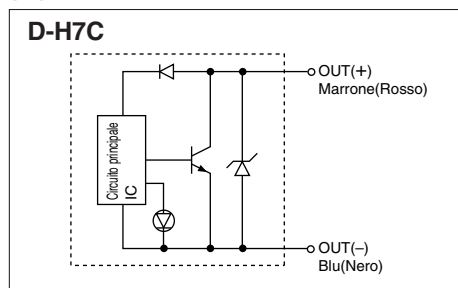 D-H7C
OUT(+)
Marrone(Rosso)
Circuito principale
IC
OUT(–)
Blu(Nero)